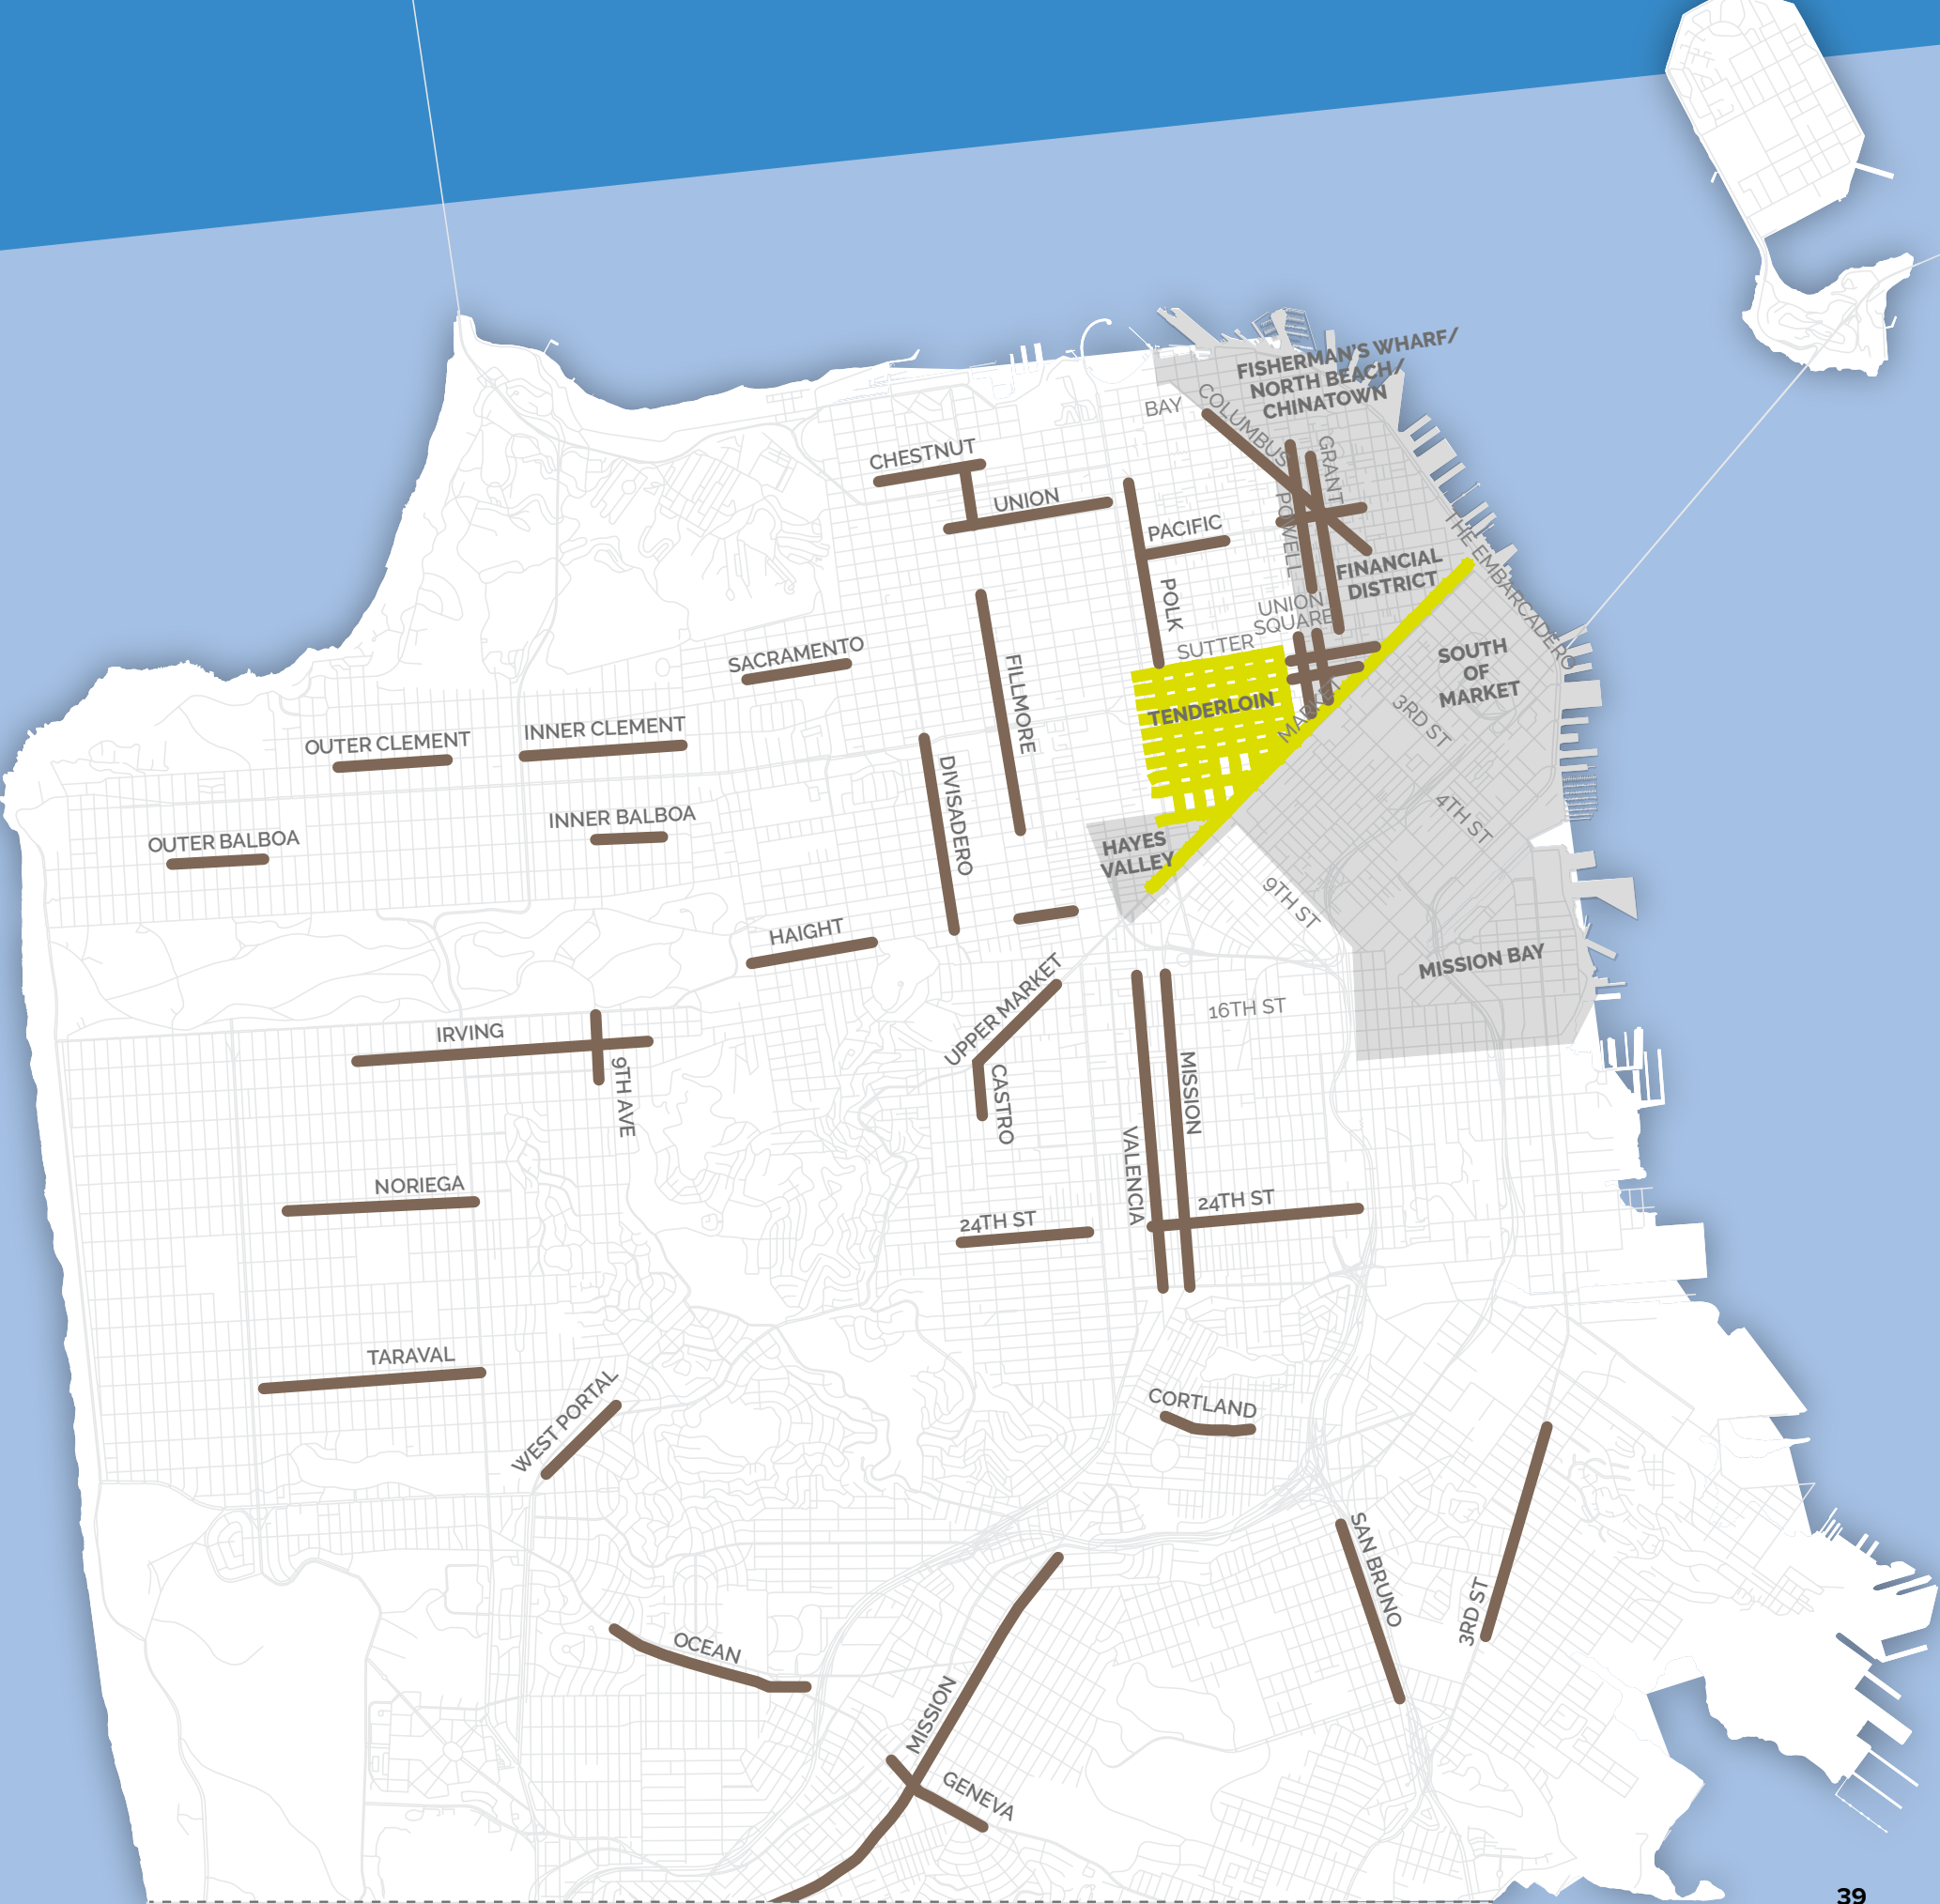 FISHERMAN'S WHARF/
NORTH BEACH/
CHINATOWN
BAY
COLUMBUS
GRANT
CHESTNUT
UNION
POWELL
PACIFIC
THE EMBARCADERO
FINANCIAL
DISTRICT
POLK
UNION
SQUARE
SUTTER
SACRAMENTO
FILLMORE
SOUTH
OF
MARKET
TENDERLOIN
MARKET
3RD ST
OUTER CLEMENT
INNER CLEMENT
DIVISADERO
4TH ST
OUTER BALBOA
INNER BALBOA
HAYES
VALLEY
9TH ST
HAIGHT
MISSION BAY
UPPER MARKET
16TH ST
IRVING
9TH AVE
CASTRO
MISSION
VALENCIA
NORIEGA
24TH ST
24TH ST
TARAVAL
WEST PORTAL
CORTLAND
SAN BRUNO
3RD ST
OCEAN
MISSION
GENEVA
39